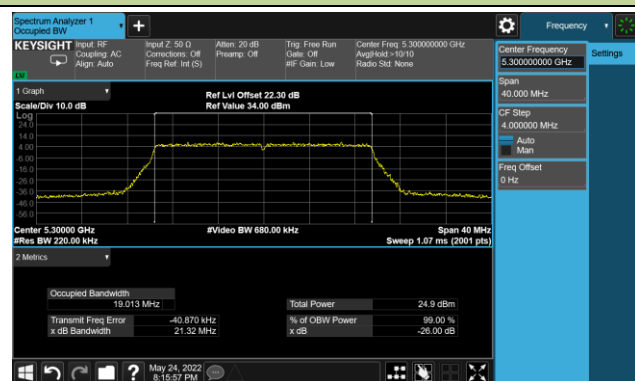 Spectrum Analyzer 1
Occupied BW
+
Frequency
KEYSIGHT
Input: RF
Coupling: AC
Align: Auto
Input Z: 50 Ω
Corrections: Off
Freq Ref: Int (S)
Atten: 20 dB
Preamp: Off
Trig: Free Run
Gate: Off
#IF Gain: Low
Center Freq: 5.300000000 GHz
Avg|Hold:>10/10
Radio Std: None
Center Frequency
5.300000000 GHz
Settings
Span
40.000 MHz
CF Step
4.000000 MHz
Auto
Man
Freq Offset
0 Hz
1 Graph
Scale/Div 10.0 dB
Ref Lvl Offset 22.30 dB
Ref Value 34.00 dBm
Log
24.0
14.0
4.00
-6.00
-16.0
-26.0
-36.0
-46.0
-56.0
Center 5.30000 GHz
#Res BW 220.00 kHz
#Video BW 680.00 kHz
Span 40 MHz
Sweep 1.07 ms (2001 pts)
2 Metrics
Occupied Bandwidth
19.013 MHz
Total Power 24.9 dBm
Transmit Freq Error -40.870 kHz
% of OBW Power 99.00 %
x dB Bandwidth 21.32 MHz
x dB -26.00 dB
?
May 24, 2022
8:15:57 PM